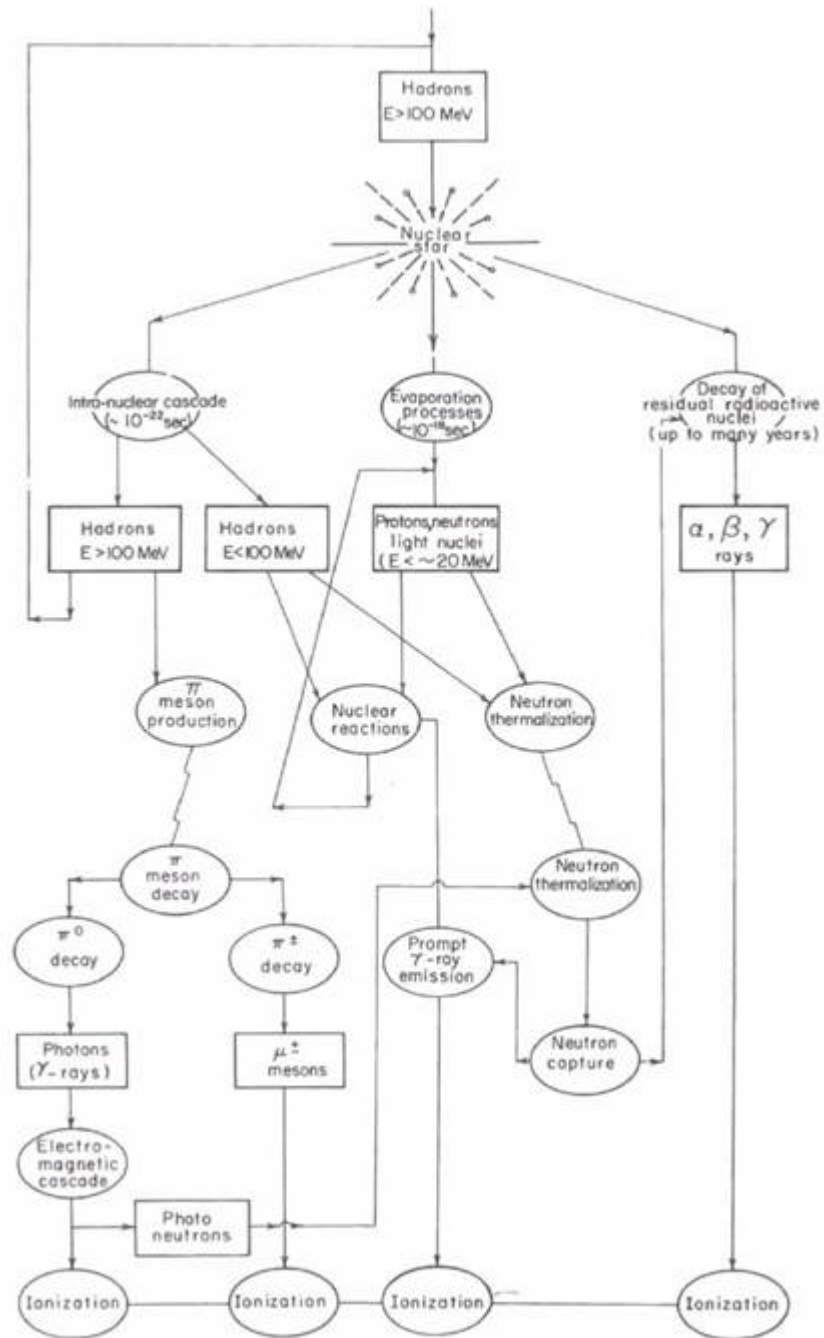 Hadrons
E>100 MeV
Nuclear
star
Intra-nuclear cascade
(~ 10⁻²² sec)
Evaporation
processes
(~10⁻¹⁸sec)
Decay of
residual radioactive
nuclei
(up to many years)
Hadrons
E >100 MeV
Hadrons
E<100 MeV
Protons,neutrons
light nuclei
(E < ~20 MeV
α, β, γ
rays
π
meson
production
Nuclear
reactions
Neutron
thermalization
π
meson
decay
Neutron
thermalization
π⁰
decay
π ±
decay
Prompt
γ-ray
emission
Photons
(γ-rays)
μ±
mesons
Neutron
capture
Electro-
magnetic
cascade
Photo
neutrons
Ionization
Ionization
Ionization
Ionization